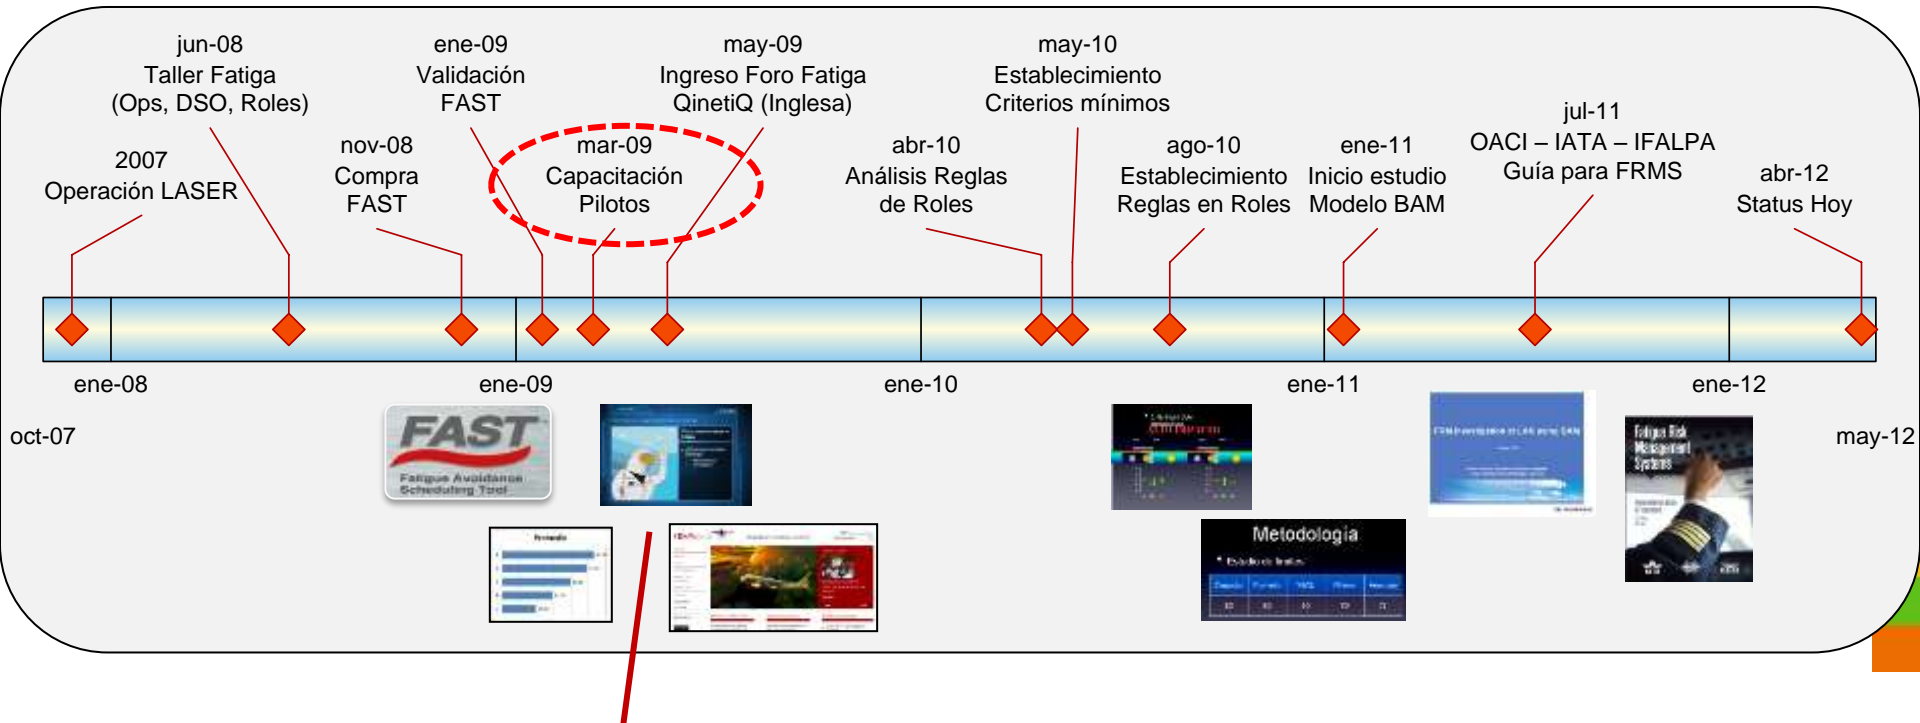 jun-08
Taller Fatiga
(Ops, DSO, Roles)
ene-09
Validación
FAST
may-09
Ingreso Foro Fatiga
QinetiQ (Inglesa)
may-10
Establecimiento
Criterios mínimos
jul-11
OACI – IATA – IFALPA
Guía para FRMS
2007
Operación LASER
nov-08
Compra
FAST
mar-09
Capacitación
Pilotos
abr-10
Análisis Reglas
de Roles
ago-10
Establecimiento
Reglas en Roles
ene-11
Inicio estudio
Modelo BAM
abr-12
Status Hoy
ene-08
ene-09
ene-10
ene-11
ene-12
oct-07
may-12
FAST
Fatigue Avoidance
Scheduling Tool
Metodología
Estudio de limites
Fatigue Risk
Management
Systems